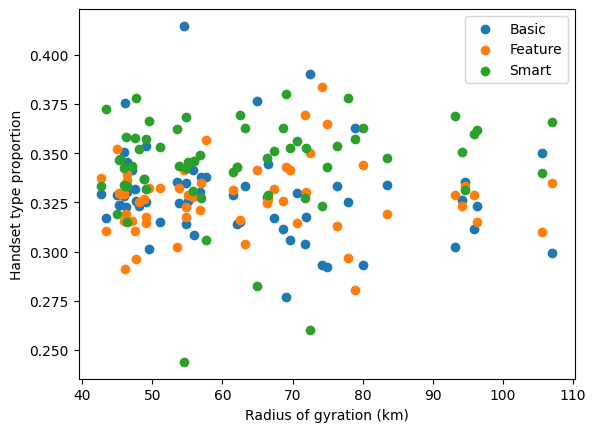 Basic
Feature
Smart
0.400
0.375
0.350
0.325
0.300
0.275
0.250
Handset type proportion
40 50 60 70 80 90 100 110
Radius of gyration (km)